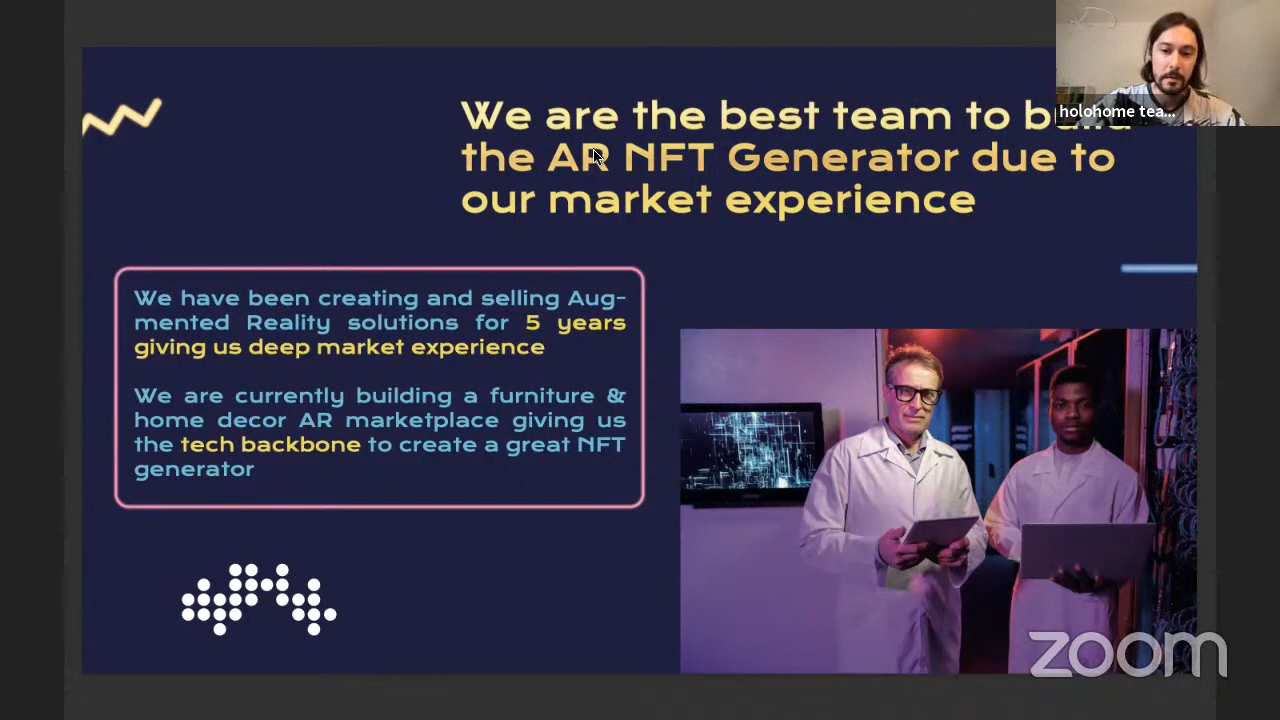 We are the best team to build
the AR NFT Generator due to
our market experience
holohome tea...
We have been creating and selling Aug-
mented Reality solutions for 5 years
giving us deep market experience
We are currently building a furniture &
home decor AR marketplace giving us
the tech backbone to create a great NFT
generator
zoom